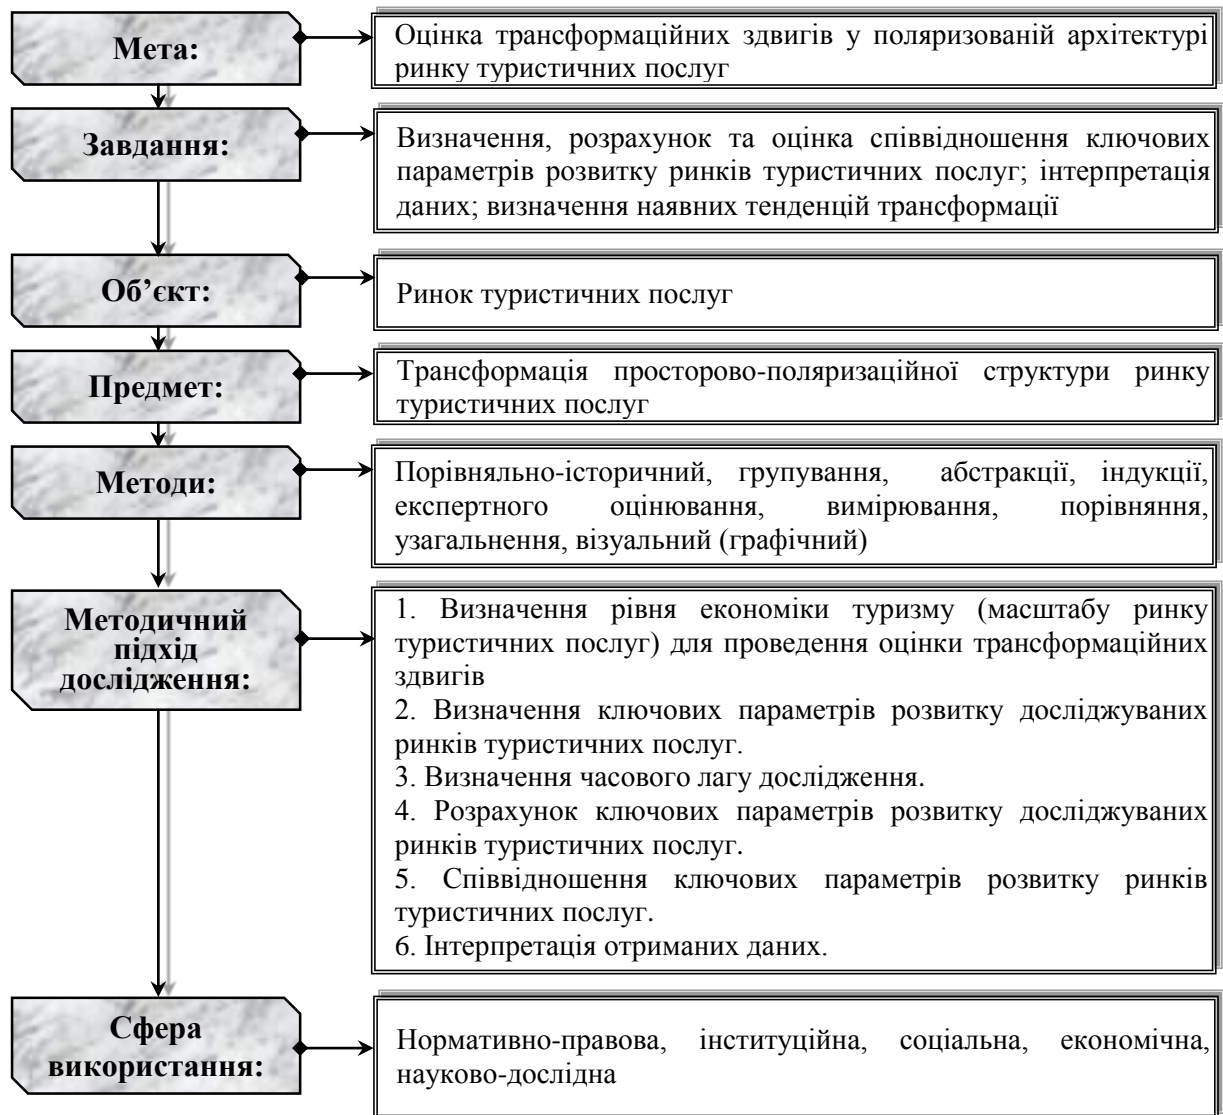 Мета:
Оцінка трансформаційних здвигів у поляризованій архітектурі
ринку туристичних послуг
Завдання:
Визначення, розрахунок та оцінка співвідношення ключових
параметрів розвитку ринків туристичних послуг; інтерпретація
даних; визначення наявних тенденцій трансформації
Об’єкт:
Ринок туристичних послуг
Предмет:
Трансформація просторово-поляризаційної структури ринку
туристичних послуг
Методи:
Порівняльно-історичний, групування, абстракції, індукції,
експертного оцінювання, вимірювання, порівняння,
узагальнення, візуальний (графічний)
Методичний
підхід
дослідження:
1. Визначення рівня економіки туризму (масштабу ринку
туристичних послуг) для проведення оцінки трансформаційних
здвигів
2. Визначення ключових параметрів розвитку досліджуваних
ринків туристичних послуг.
3. Визначення часового лагу дослідження.
4. Розрахунок ключових параметрів розвитку досліджуваних
ринків туристичних послуг.
5. Співвідношення ключових параметрів розвитку ринків
туристичних послуг.
6. Інтерпретація отриманих даних.
Сфера
використання:
Нормативно-правова, інституційна, соціальна, економічна,
науково-дослідна